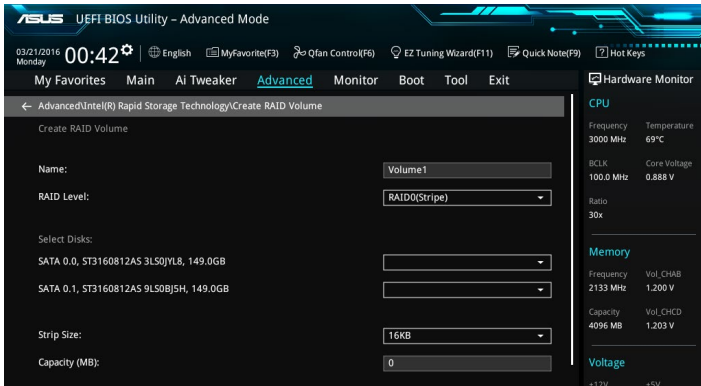 ASUS UEFI BIOS Utility – Advanced Mode
03/21/2016 Monday 00:42 English MyFavorite(F3) Qfan Control(F6) EZ Tuning Wizard(F11) Quick Note(F9) ? Hot Keys
My Favorites Main Ai Tweaker Advanced Monitor Boot Tool Exit
Hardware Monitor
← Advanced\Intel(R) Rapid Storage Technology\Create RAID Volume
Create RAID Volume
Name: Volume1
RAID Level: RAID0(Stripe)
Select Disks:
SATA 0.0, ST3160812AS 3LS0JYL8, 149.0GB
SATA 0.1, ST3160812AS 9LS0BJ5H, 149.0GB
Strip Size: 16KB
Capacity (MB): 0
CPU
Frequency Temperature
3000 MHz 69°C
BCLK Core Voltage
100.0 MHz 0.888 V
Ratio
30x
Memory
Frequency Vol_CHAB
2133 MHz 1.200 V
Capacity Vol_CHCD
4096 MB 1.203 V
Voltage
+12V +5V